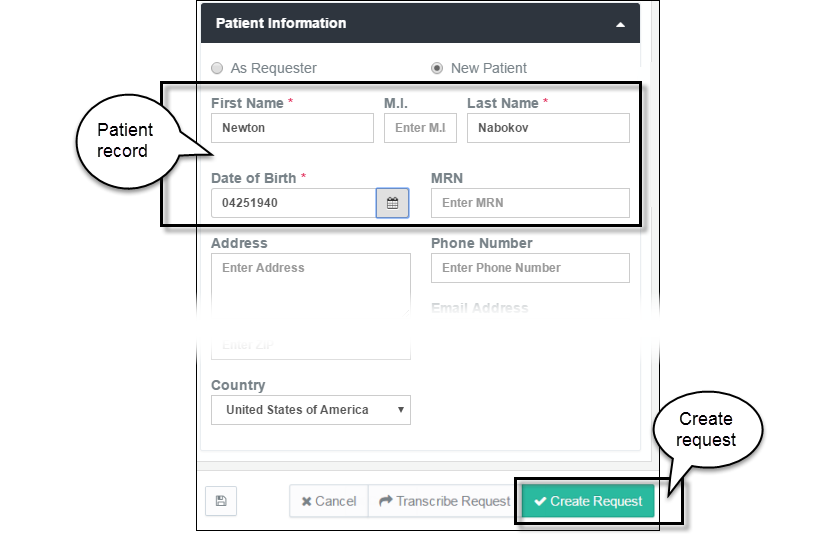 Patient Information
As Requester New Patient
First Name * M.I. Last Name *
Newton Enter M.I Nabokov
Patient
record
Date of Birth * MRN
04251940 Enter MRN
Address Phone Number
Enter Address Enter Phone Number
Email Address
Enter ZIP
Country
United States of America
Create
request
Cancel Transcribe Request Create Request